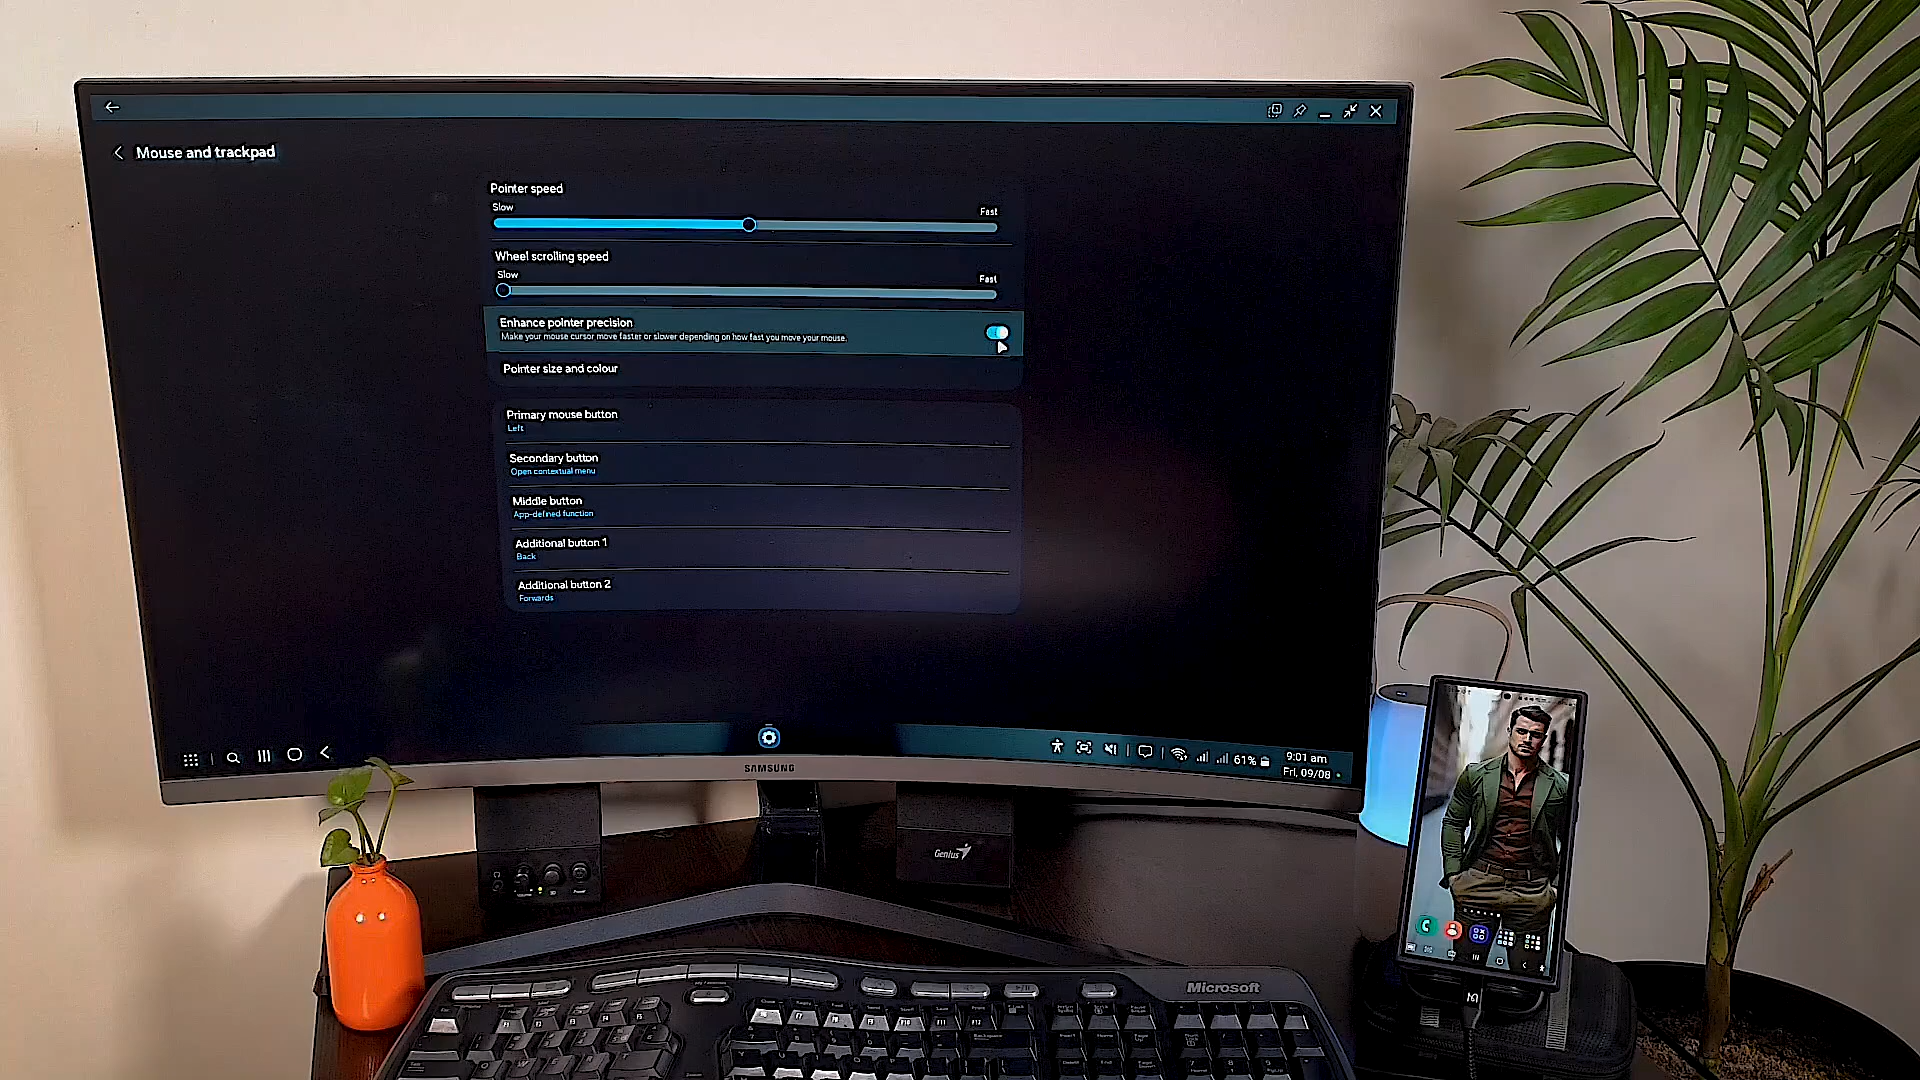 Mouse and trackpad
Pointer speed
Slow
Fast
Wheel scrolling speed
Slow
Fast
Enhance pointer precision
Make your mouse cursor move faster or slower depending on how fast you move your mouse.
Pointer size and colour
Primary mouse button
Left
Secondary button
Open contextual menu
Middle button
App-defined function
Additional button 1
Back
Additional button 2
Forwards
61%
9:01 am
Fri, 09/08
SAMSUNG
Genius
Microsoft